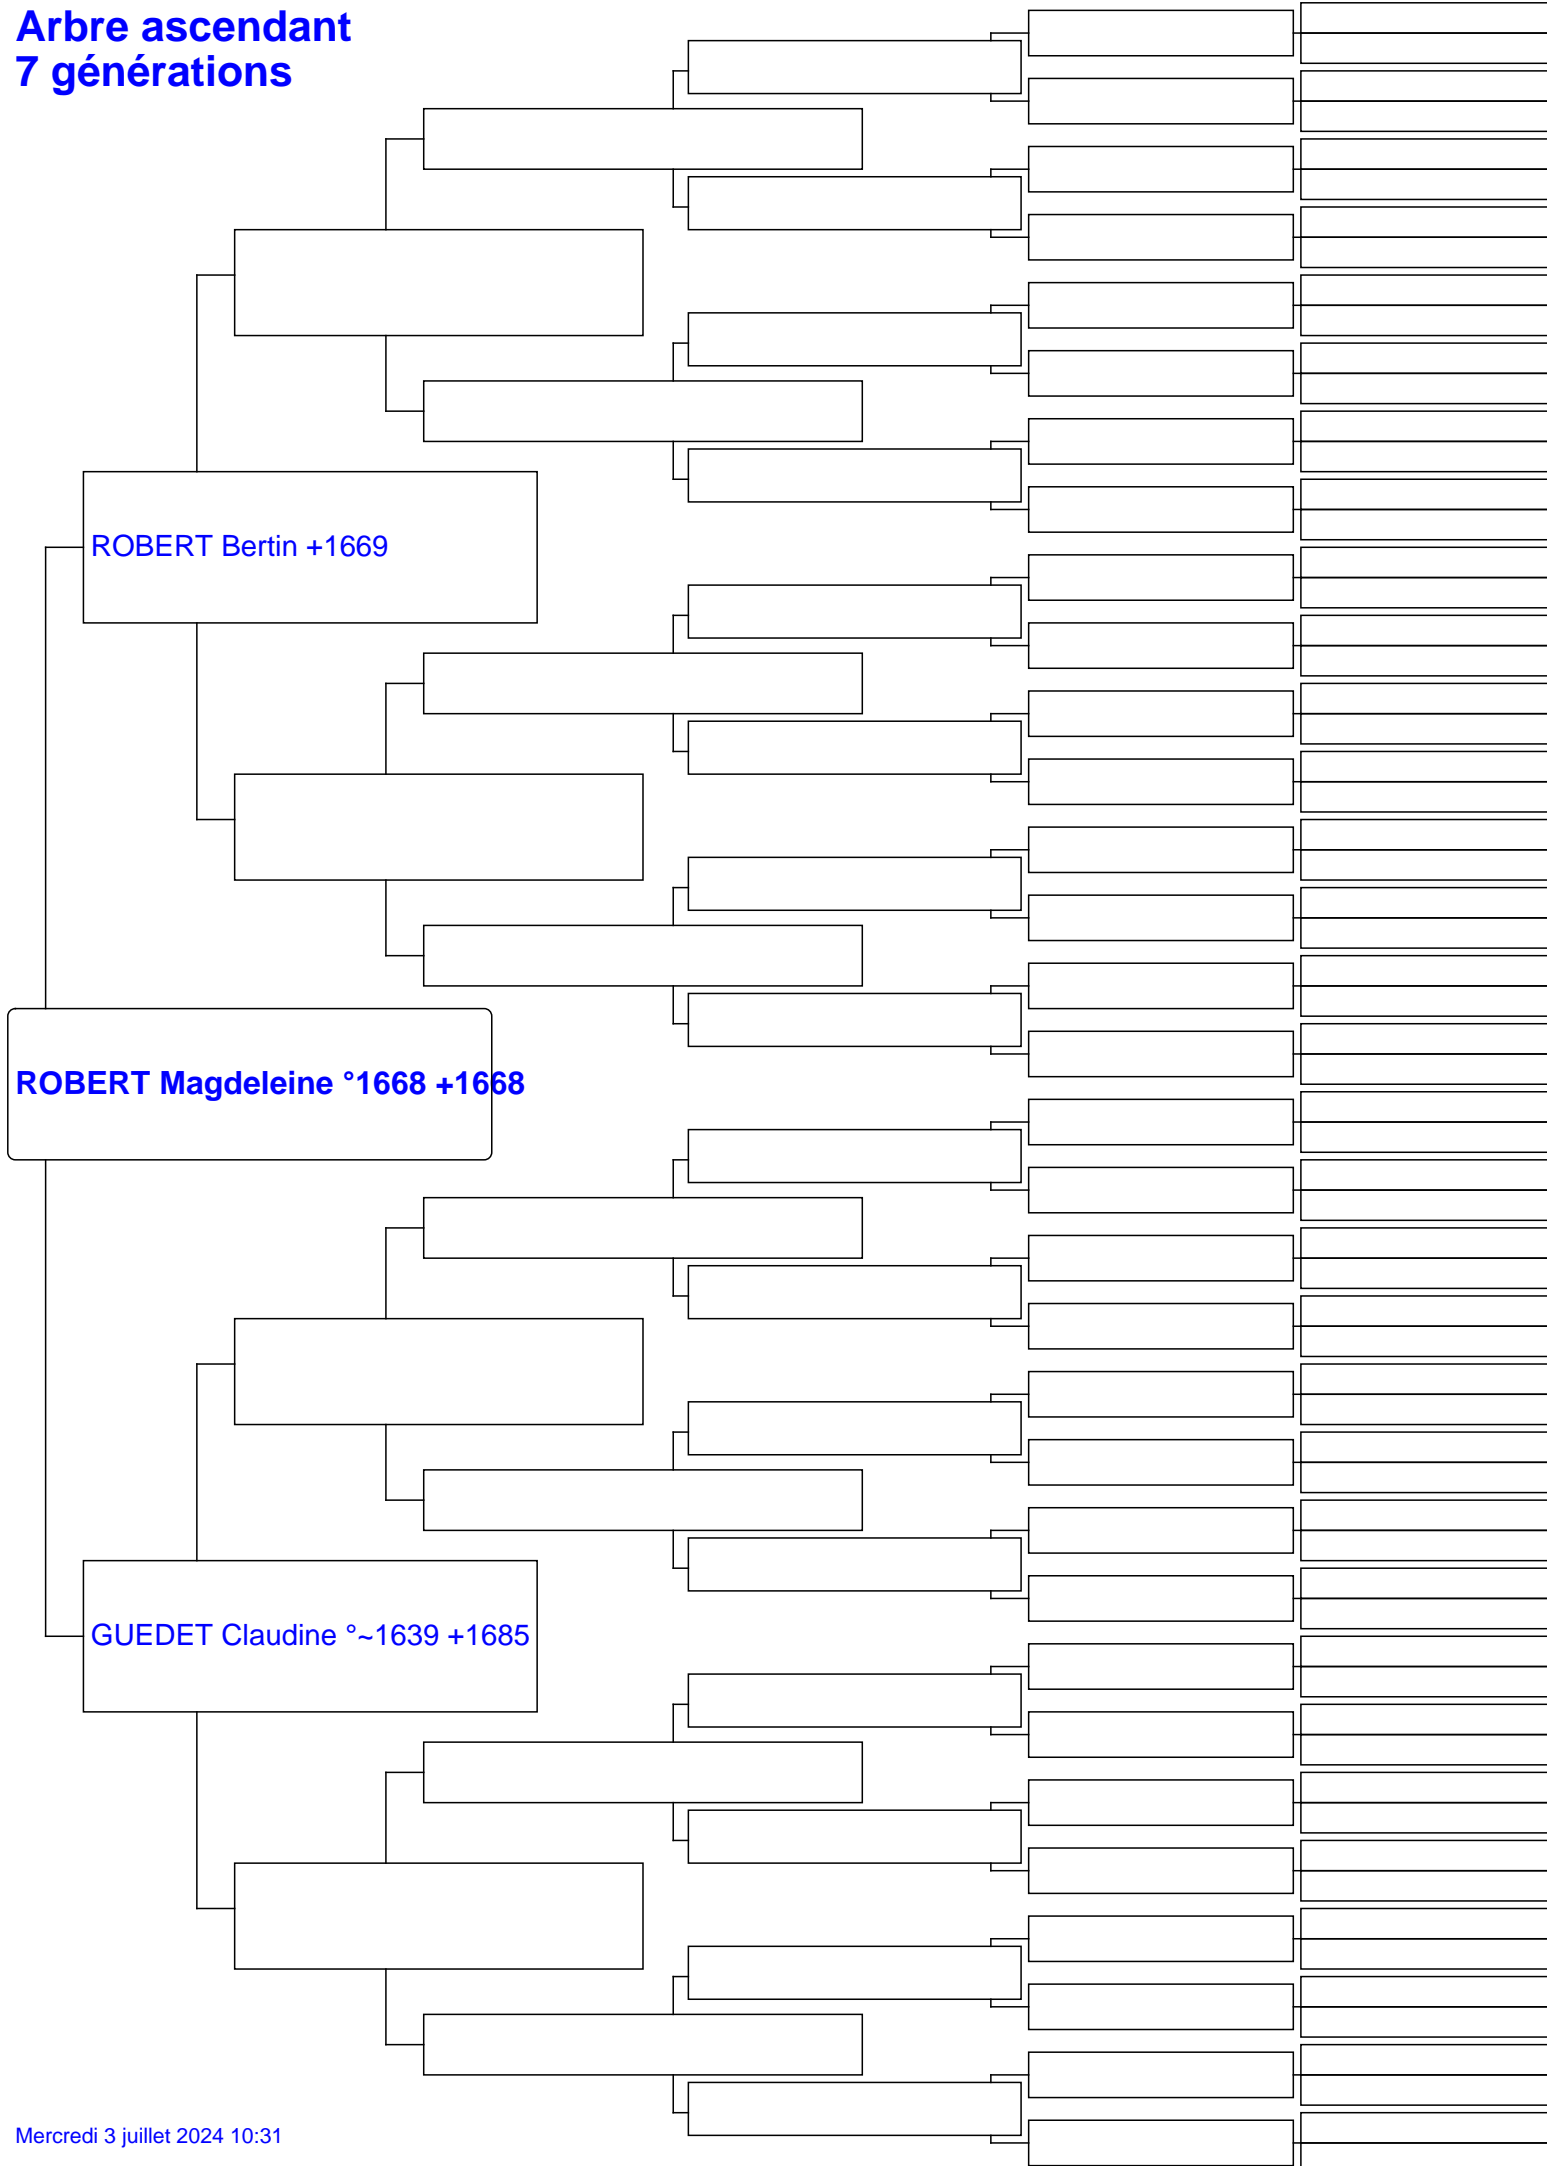 Arbre ascendant
7 générations
ROBERT Bertin +1669
ROBERT Magdeleine °1668 +1668
GUEDET Claudine °~1639 +1685
Mercredi 3 juillet 2024 10:31